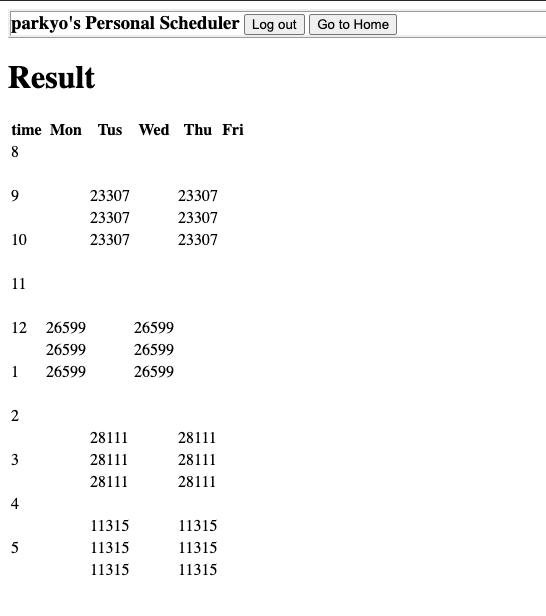 parkyo's Personal Scheduler Log out Go to Home
Result
time Mon Tus Wed Thu Fri
8
9 23307 23307
23307 23307
10 23307 23307
11
12 26599 26599
26599 26599
1 26599 26599
2
28111 28111
3 28111 28111
28111 28111
4
11315 11315
5 11315 11315
11315 11315